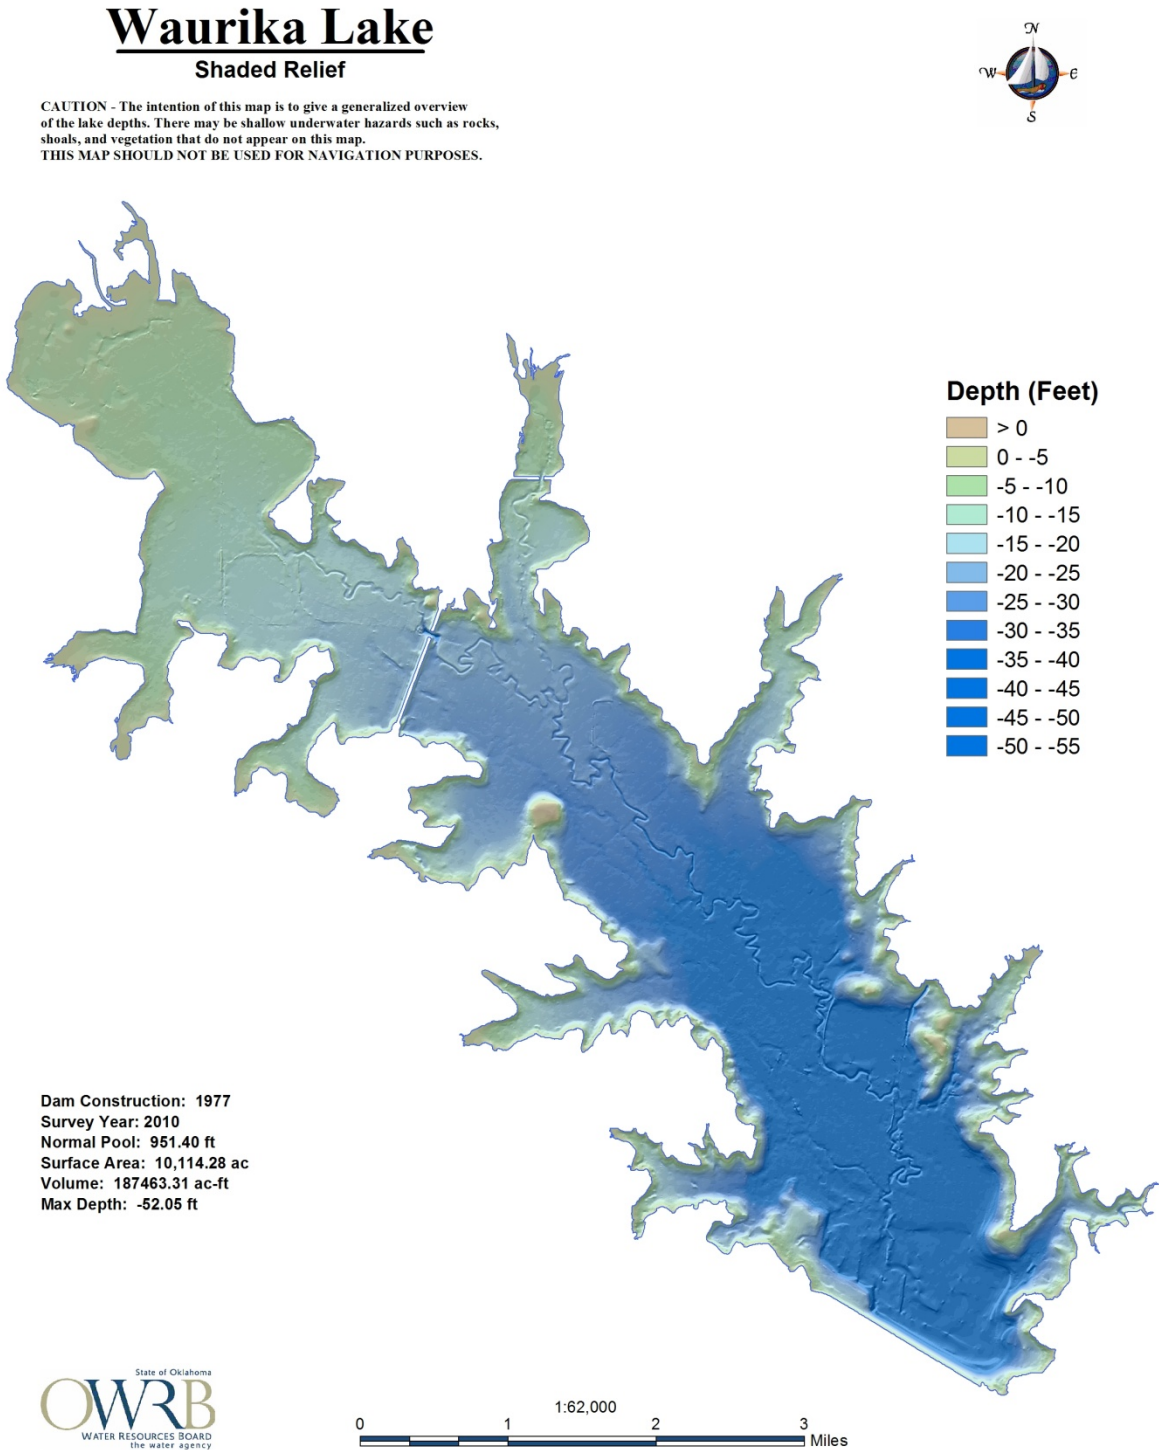 Waurika Lake
Shaded Relief
CAUTION - The intention of this map is to give a generalized overview
of the lake depths. There may be shallow underwater hazards such as rocks,
shoals, and vegetation that do not appear on this map.
THIS MAP SHOULD NOT BE USED FOR NAVIGATION PURPOSES.
N
W E
S
Depth (Feet)
> 0
0 - -5
-5 - -10
-10 - -15
-15 - -20
-20 - -25
-25 - -30
-30 - -35
-35 - -40
-40 - -45
-45 - -50
-50 - -55
Dam Construction: 1977
Survey Year: 2010
Normal Pool: 951.40 ft
Surface Area: 10,114.28 ac
Volume: 187463.31 ac-ft
Max Depth: -52.05 ft
State of Oklahoma
OWRB
WATER RESOURCES BOARD
the water agency
1:62,000
0 1 2 3
Miles